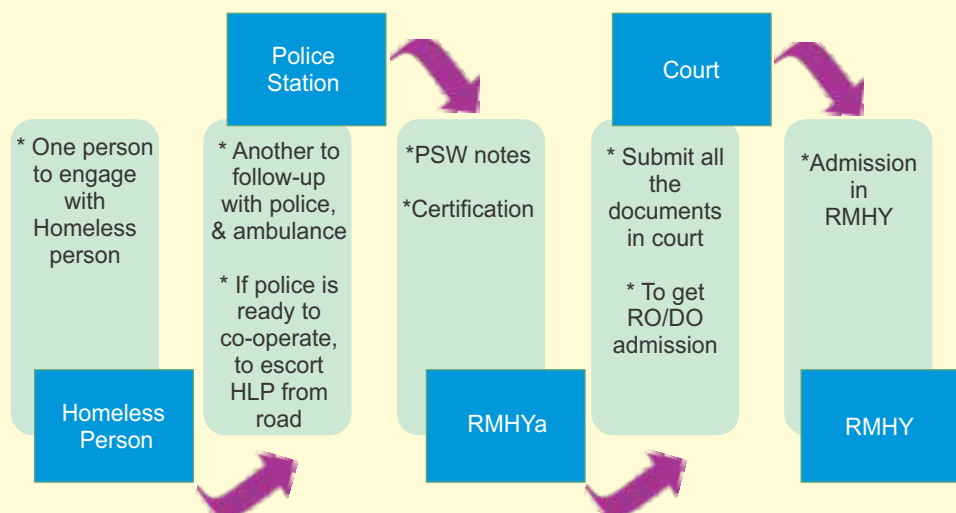 * One person
to engage
with
Homeless
person
Homeless
Person
Police
Station
* Another to
follow-up
with police,
& ambulance
* If police is
ready to
co-operate,
to escort
HLP from
road
*PSW notes
*Certification
RMHYa
Court
* Submit all
the
documents
in court
* To get
RO/DO
admission
*Admission
in
RMHY
RMHY